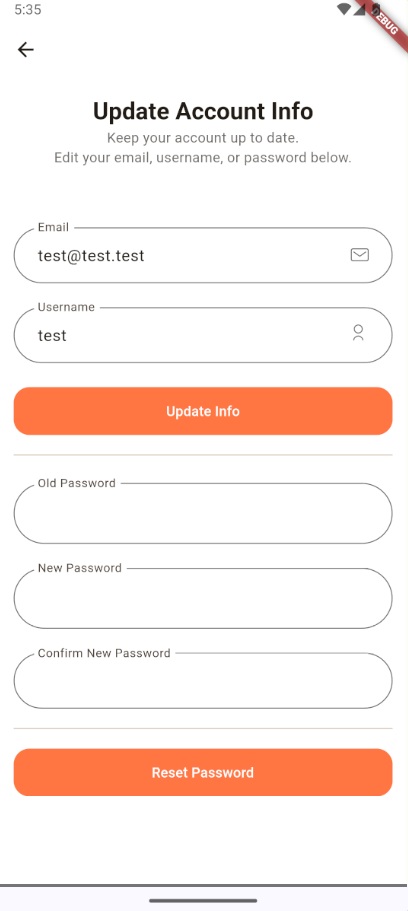 5:35
DEBUG
Update Account Info
Keep your account up to date.
Edit your email, username, or password below.
Email
test@test.test
Username
test
Update Info
Old Password
New Password
Confirm New Password
Reset Password